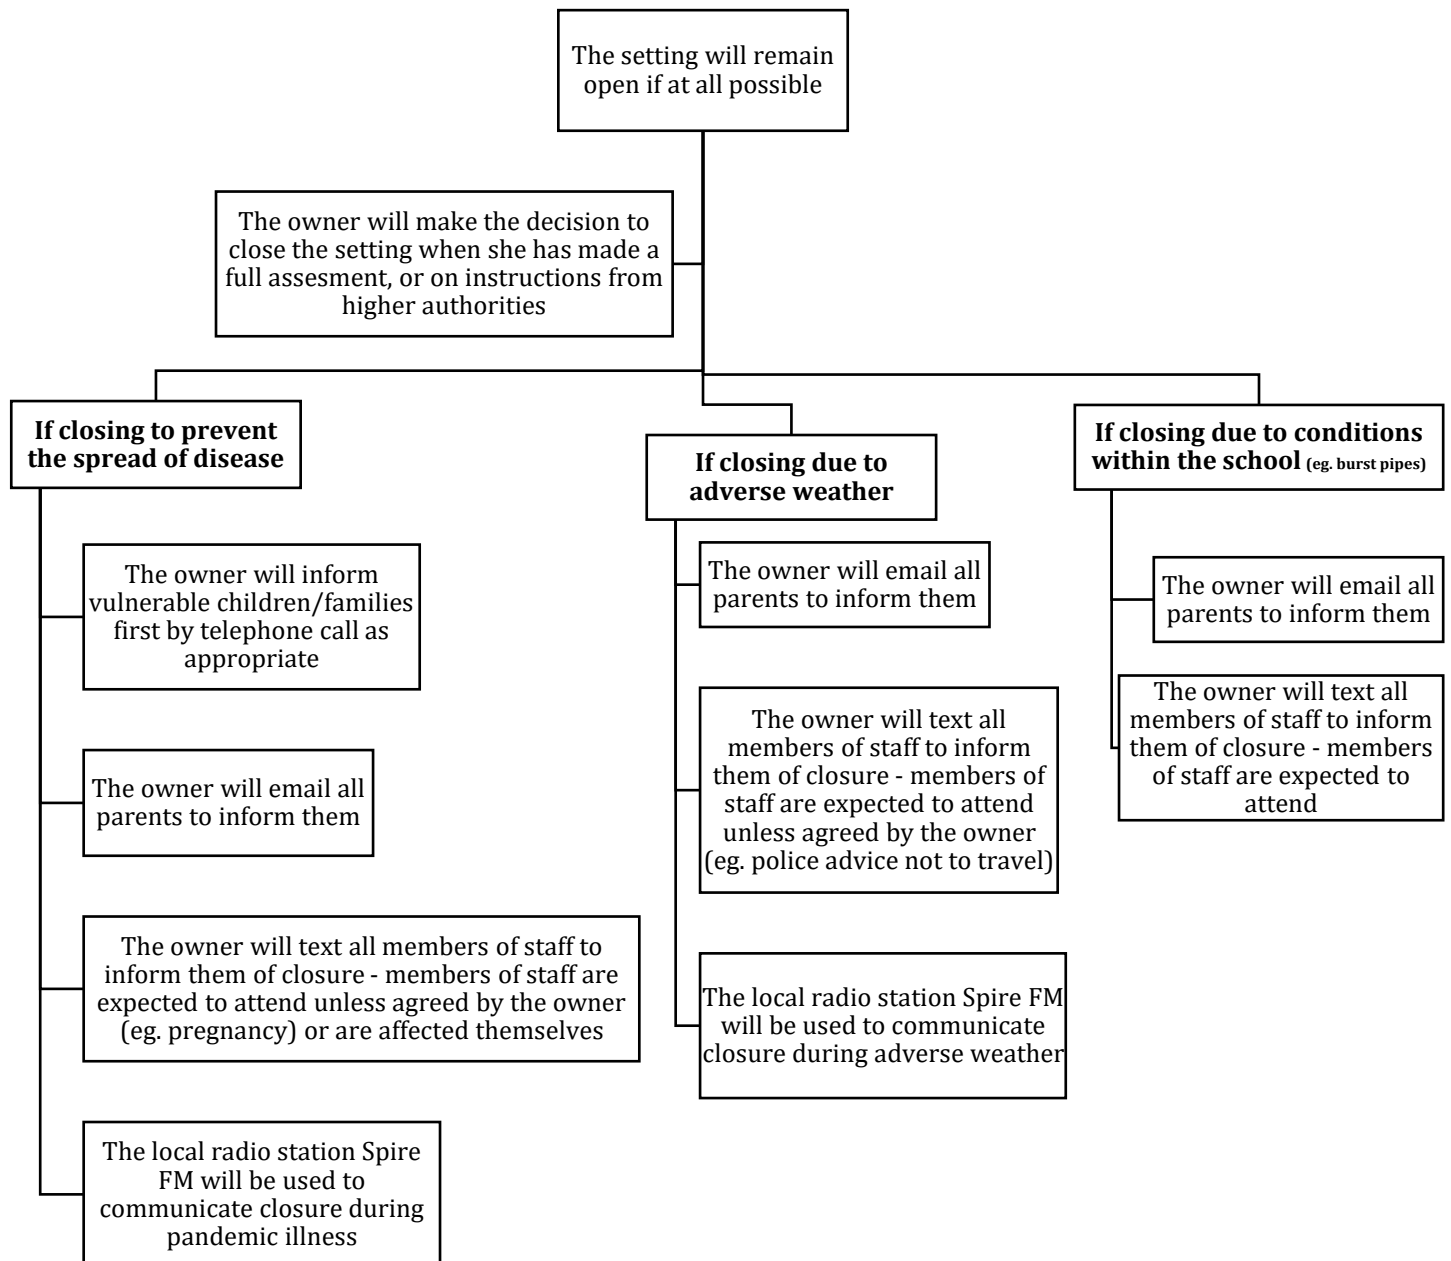 The setting will remain
open if at all possible
The owner will make the decision to
close the setting when she has made a
full assesment, or on instructions from
higher authorities
If closing to prevent
the spread of disease
The owner will inform
vulnerable children/families
first by telephone call as
appropriate
The owner will email all
parents to inform them
The owner will text all members of staff to
inform them of closure - members of staff are
expected to attend unless agreed by the owner
(eg. pregnancy) or are affected themselves
The local radio station Spire
FM will be used to
communicate closure during
pandemic illness
If closing due to
adverse weather
The owner will email all
parents to inform them
The owner will text all
members of staff to inform
them of closure - members of
staff are expected to attend
unless agreed by the owner
(eg. police advice not to travel)
The local radio station Spire FM
will be used to communicate
closure during adverse weather
If closing due to conditions
within the school (eg. burst pipes)
The owner will email all
parents to inform them
The owner will text all
members of staff to inform
them of closure - members
of staff are expected to
attend